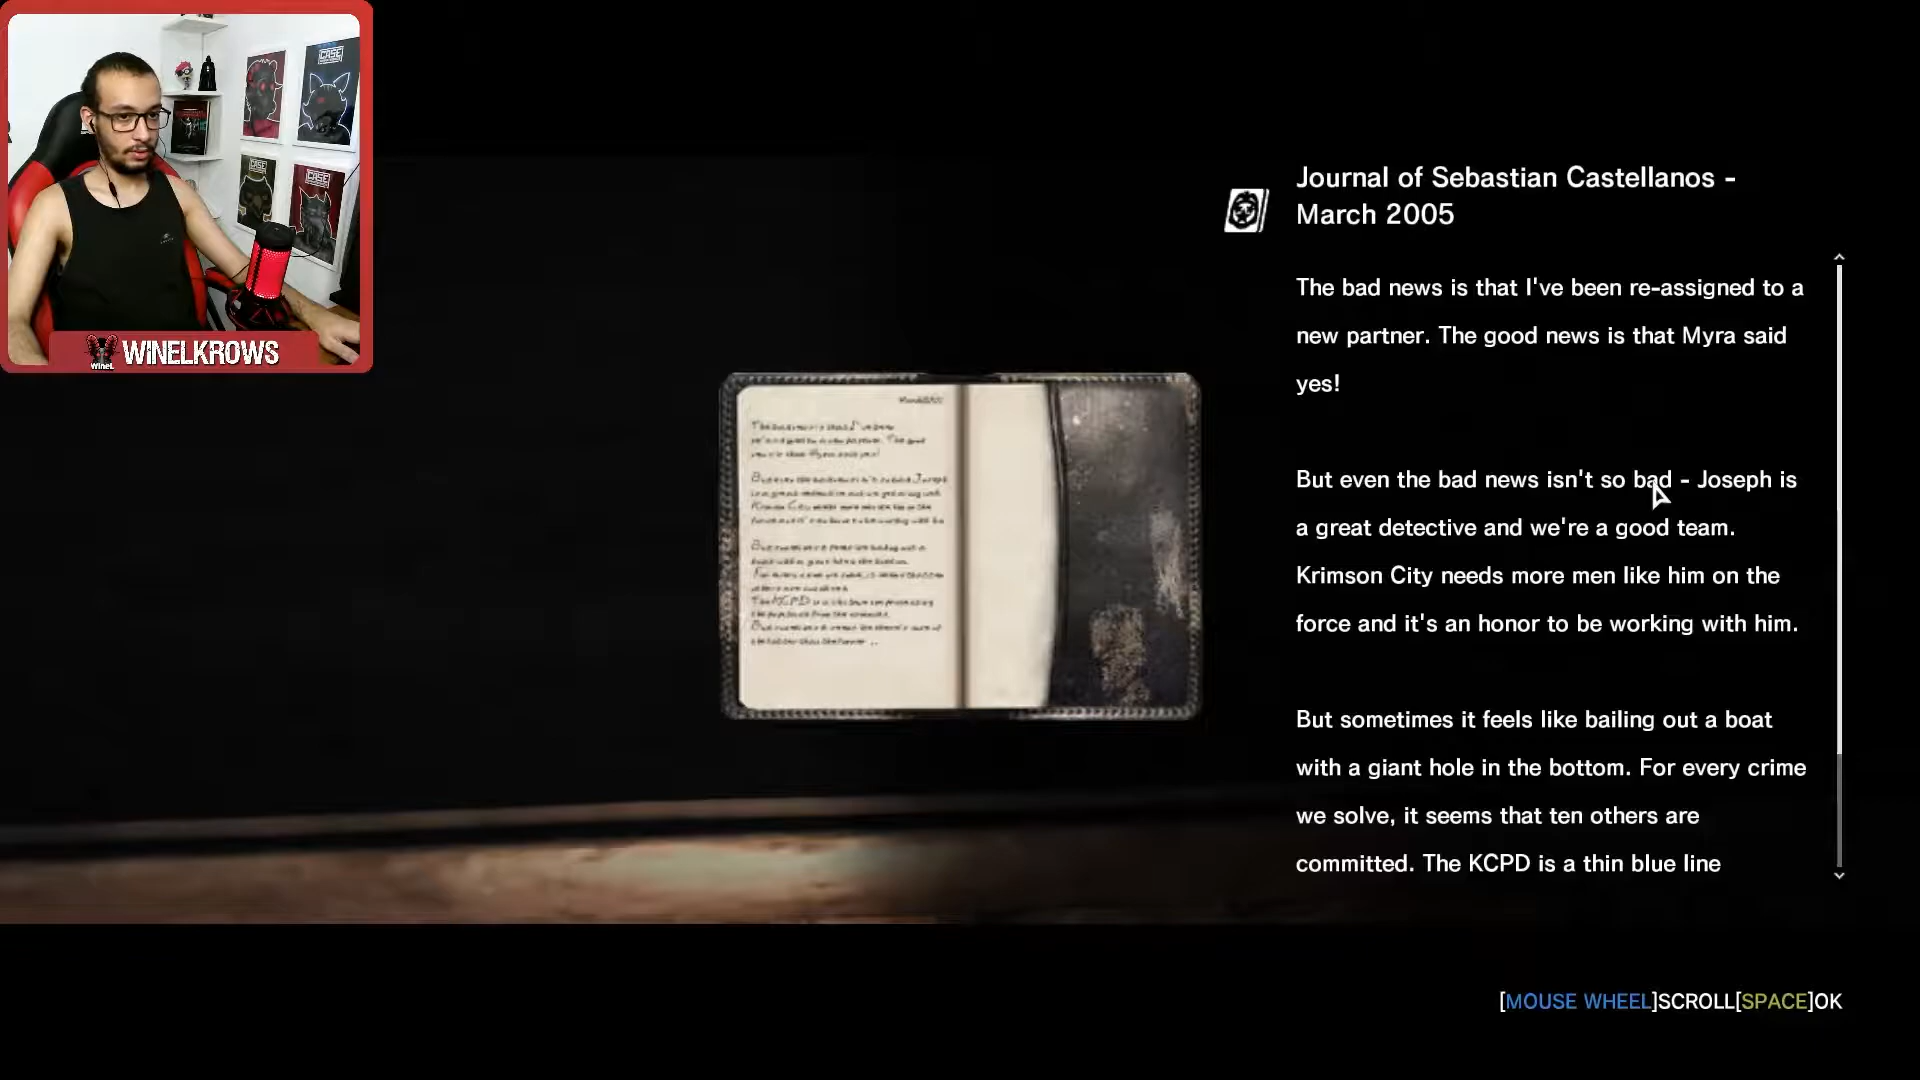 CASE
CASE
CASE
CASE
WINELKROWS
WineL
Journal of Sebastian Castellanos -
March 2005
The bad news is that I've been re-assigned to a
new partner. The good news is that Myra said
yes!
But even the bad news isn't so bad - Joseph is
a great detective and we're a good team.
Krimson City needs more men like him on the
force and it's an honor to be working with him.
But sometimes it feels like bailing out a boat
with a giant hole in the bottom. For every crime
we solve, it seems that ten others are
committed. The KCPD is a thin blue line
[MOUSE WHEEL]SCROLL[SPACE]OK